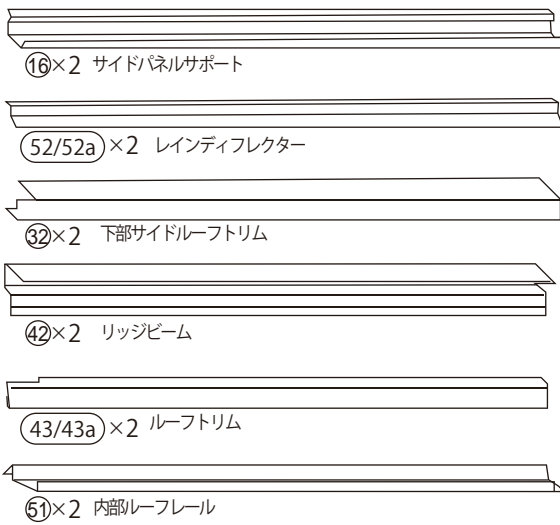 16×2 サイドパネルサポート
52/52a×2 レインディフレクター
32×2 下部サイドルーフトリム
42×2 リッジビーム
43/43a×2 ルーフトリム
51×2 内部ルーフレール